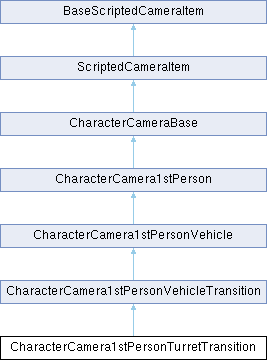 BaseScriptedCameraItem
ScriptedCameraItem
CharacterCameraBase
CharacterCamera1stPerson
CharacterCamera1stPersonVehicle
CharacterCamera1stPersonVehicleTransition
CharacterCamera1stPersonTurretTransition